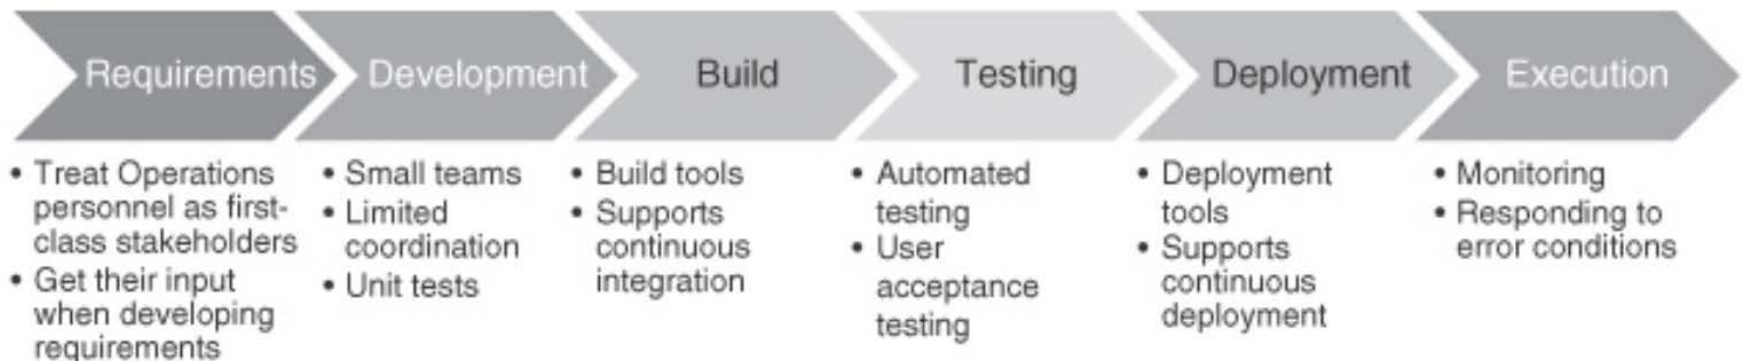 Requirements
Development
Build
Testing
Deployment
Execution
• Treat Operations
personnel as first-
class stakeholders
• Get their input
when developing
requirements
• Small teams
• Limited
coordination
• Unit tests
• Build tools
• Supports
continuous
integration
• Automated
testing
• User
acceptance
testing
• Deployment
tools
• Supports
continuous
deployment
• Monitoring
• Responding to
error conditions